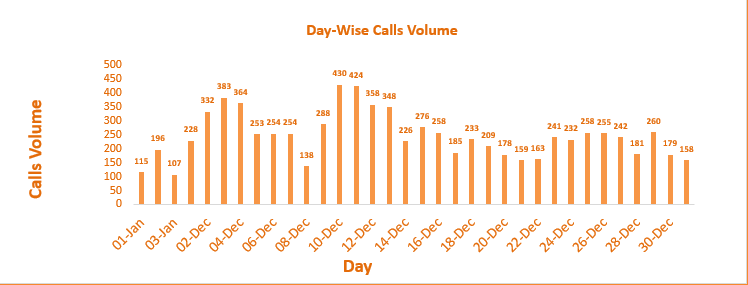 Day-Wise Calls Volume
Calls Volume
500
450
400
350
300
250
200
150
100
50
0
115 196 107 228 332 383 364 253 254 254 138 288 430 424 358 348 226 276 258 185 233 209 178 159 163 241 232 258 255 242 181 260 179 158
01-Jan 03-Jan 02-Dec 04-Dec 06-Dec 08-Dec 10-Dec 12-Dec 14-Dec 16-Dec 18-Dec 20-Dec 22-Dec 24-Dec 26-Dec 28-Dec 30-Dec
Day